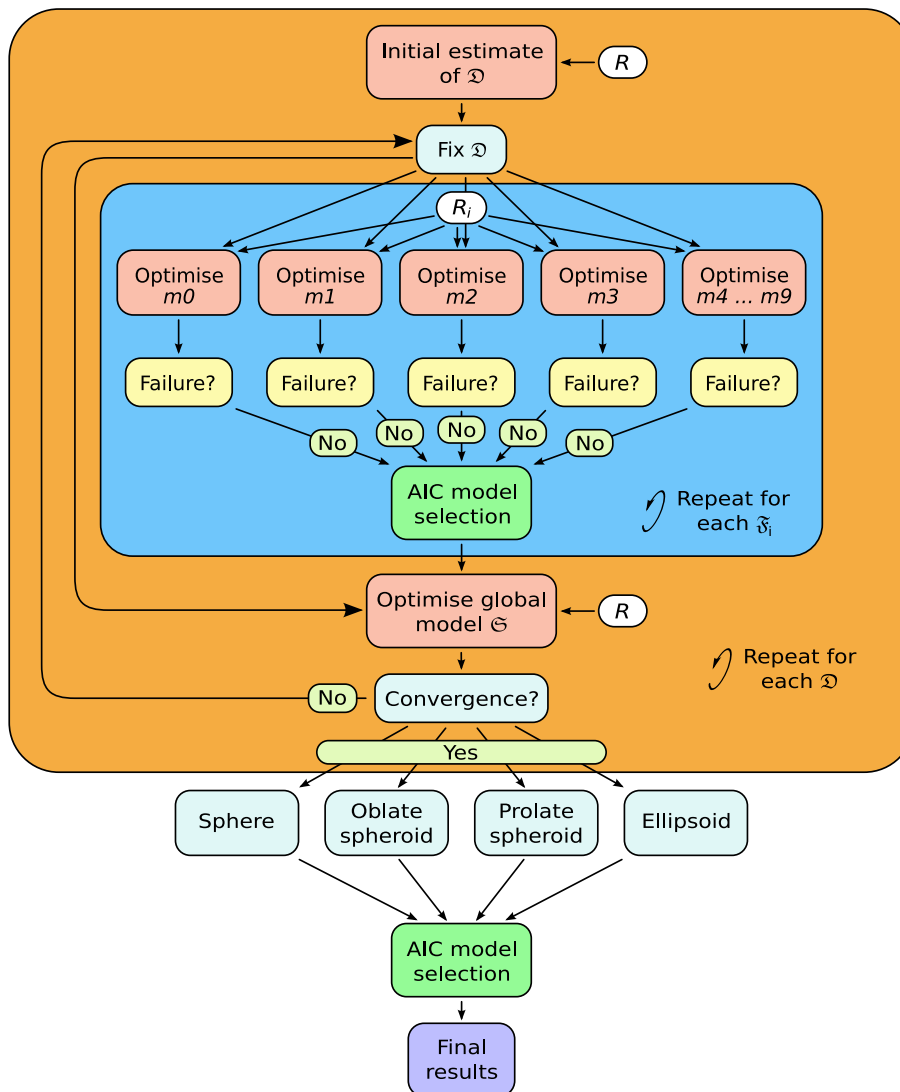 Initial estimate
of 𝔇
R
Fix 𝔇
R_i
Optimise
m0
Optimise
m1
Optimise
m2
Optimise
m3
Optimise
m4 ... m9
Failure?
Failure?
Failure?
Failure?
Failure?
No
No
No
No
No
AIC model
selection
Repeat for
each 𝔉_i
Optimise global
model 𝔖
R
Repeat for
each 𝔇
No
Convergence?
Yes
Sphere
Oblate
spheroid
Prolate
spheroid
Ellipsoid
AIC model
selection
Final
results